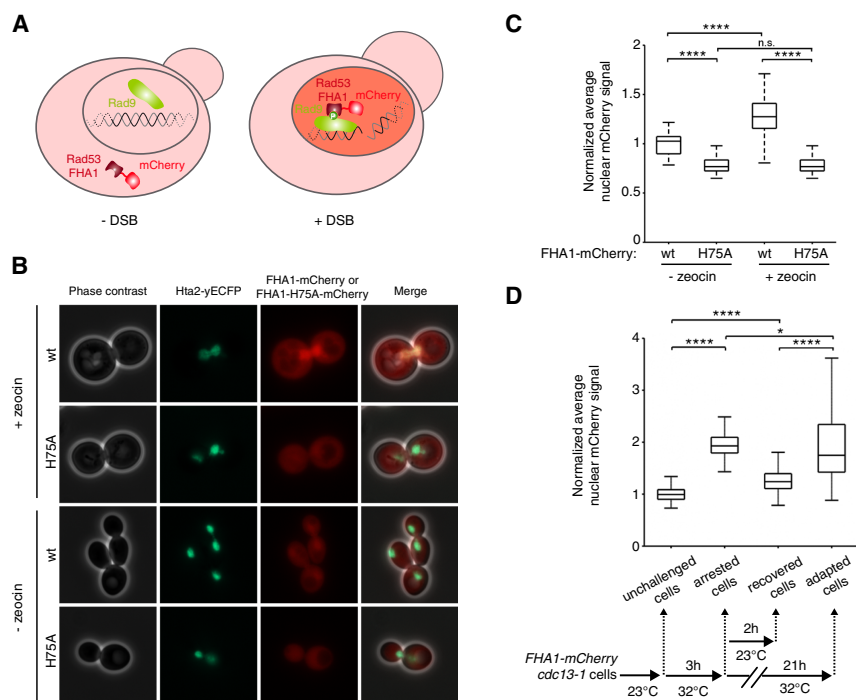 A
Rad9
Rad53
FHA1
mCherry
- DSB
Rad53
FHA1
mCherry
P
+ DSB
B
Phase contrast
Hta2-yECFP
FHA1-mCherry or
FHA1-H75A-mCherry
Merge
+ zeocin
wt
H75A
- zeocin
wt
H75A
C
Normalized average
nuclear mCherry signal
2
1.5
1
0.5
0
****
n.s.
**** ****
FHA1-mCherry: wt H75A wt H75A
- zeocin + zeocin
D
Normalized average
nuclear mCherry signal
4
3
2
1
0
****
*
**** ****
unchallenged
cells
arrested
cells
recovered
cells
adapted
cells
FHA1-mCherry
cdc13-1 cells
23°C
3h
32°C
2h
23°C
21h
32°C